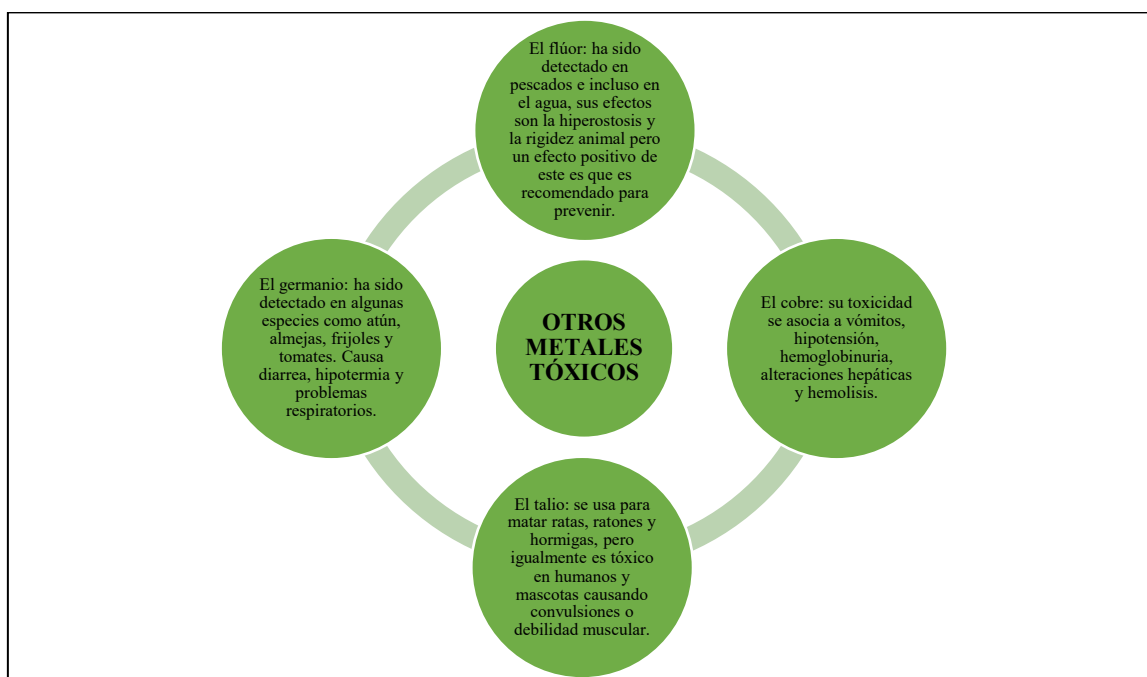 El flúor: ha sido
detectado en
pescados e incluso en
el agua, sus efectos
son la hiperostosis y
la rigidez animal pero
un efecto positivo de
este es que es
recomendado para
prevenir.
El germanio: ha sido
detectado en algunas
especies como atún,
almejas, frijoles y
tomates. Causa
diarrea, hipotermia y
problemas
respiratorios.
OTROS
METALES
TÓXICOS
El cobre: su toxicidad
se asocia a vómitos,
hipotensión,
hemoglobinuria,
alteraciones hepáticas
y hemolisís.
El talio: se usa para
matar ratas, ratones y
hormigas, pero
igualmente es tóxico
en humanos y
mascotas causando
convulsiones o
debilidad muscular.